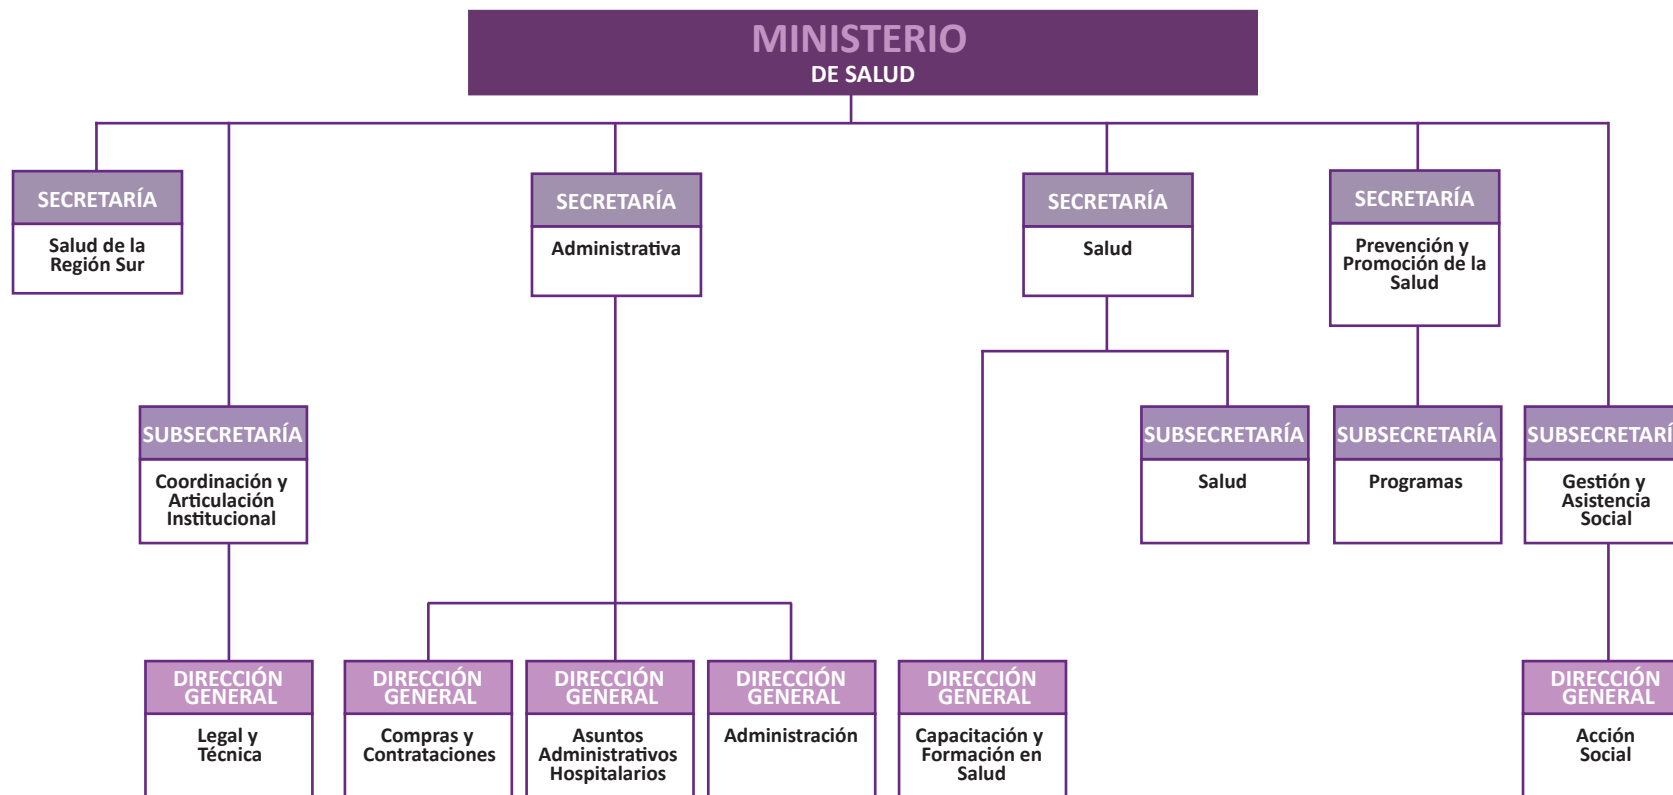 MINISTERIO
DE SALUD
SECRETARÍA
Salud de la
Región Sur
SECRETARÍA
Administrativa
SECRETARÍA
Salud
SECRETARÍA
Prevención y
Promoción de la
Salud
SUBSECRETARÍA
Coordinación y
Articulación
Institucional
SUBSECRETARÍA
Salud
SUBSECRETARÍA
Programas
SUBSECRETARÍ
Gestión y
Asistencia
Social
DIRECCIÓN
GENERAL
Legal y
Técnica
DIRECCIÓN
GENERAL
Compras y
Contrataciones
DIRECCIÓN
GENERAL
Asuntos
Administrativos
Hospitalarios
DIRECCIÓN
GENERAL
Administración
DIRECCIÓN
GENERAL
Capacitación y
Formación en
Salud
DIRECCIÓN
GENERAL
Acción
Social